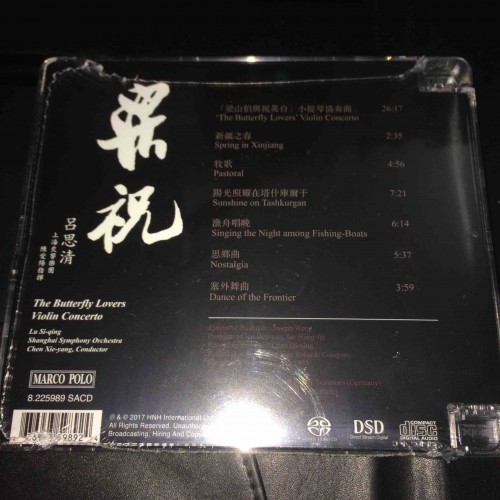 梁祝
呂思清
上海交響樂團
陳燮陽指揮
The Butterfly Lovers
Violin Concerto
Lu Si-qing
Shanghai Symphony Orchestra
Chen Xie-yang, Conductor
MARCO POLO
8.225989 SACD
「梁山伯與祝英台」小提琴協奏曲 26:17
'The Butterfly Lovers' Violin Concerto
新疆之春 2:35
Spring in Xinjiang
牧歌 4:56
Pastoral
陽光照耀在塔什庫爾干 7:21
Sunshine on Tashkurgan
漁舟唱晚 6:14
Singing the Night among Fishing-Boats
思鄉曲 5:37
Nostalgia
塞外舞曲 3:59
Dance of the Frontier
℗ & © 2017 HNH International
All Rights Reserved.
Broadcasting, Hiring And
DSD
Direct Stream Digital
COMPACT
DIGITAL AUDIO